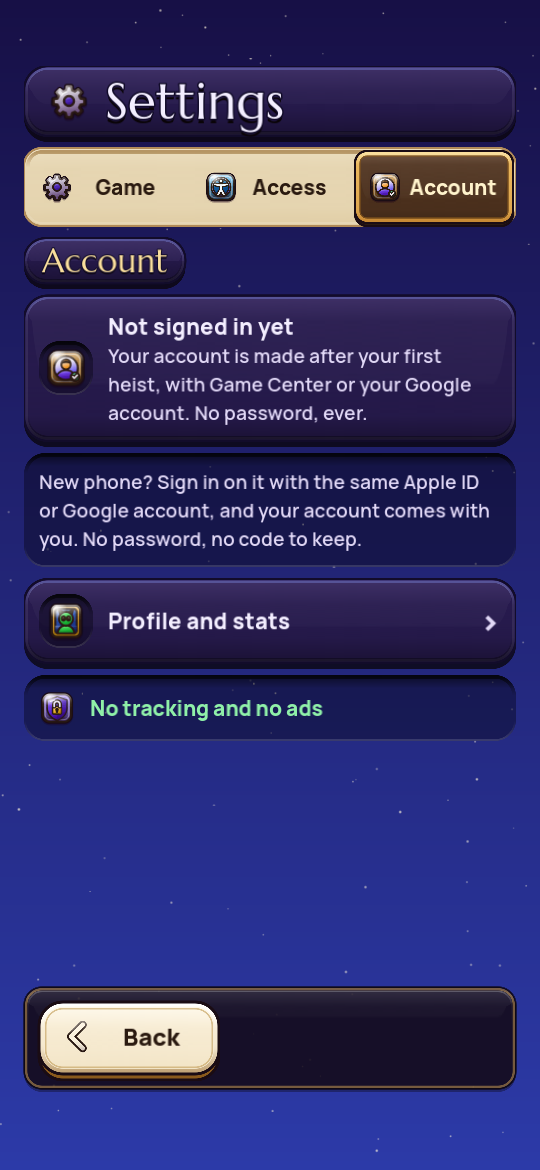 Settings
Game
Access
Account
Account
Not signed in yet
Your account is made after your first
heist, with Game Center or your Google
account. No password, ever.
New phone? Sign in on it with the same Apple ID
or Google account, and your account comes with
you. No password, no code to keep.
Profile and stats
No tracking and no ads
Back